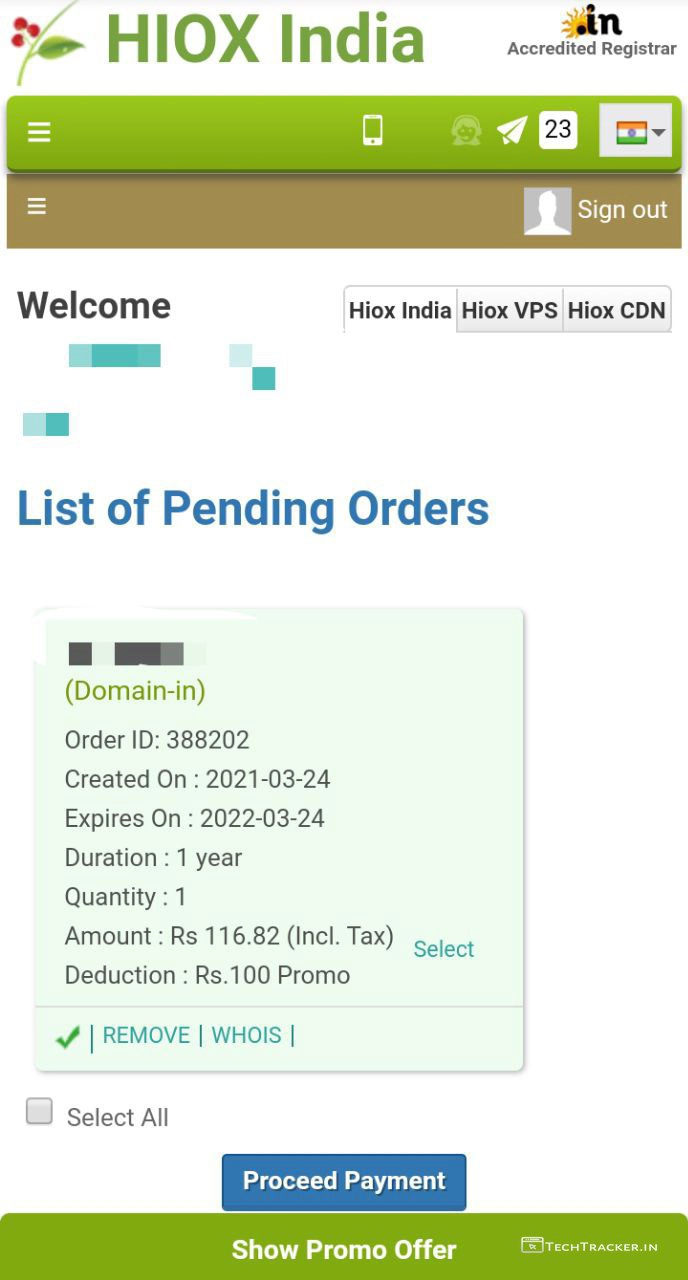 HIOX India
.in
Accredited Registrar
23
Sign out
Welcome
Hiox India
Hiox VPS
Hiox CDN
List of Pending Orders
(Domain-in)
Order ID: 388202
Created On : 2021-03-24
Expires On : 2022-03-24
Duration : 1 year
Quantity : 1
Amount : Rs 116.82 (Incl. Tax)
Select
Deduction : Rs.100 Promo
| REMOVE | WHOIS |
Select All
Proceed Payment
Show Promo Offer
TECHTRACKER.IN